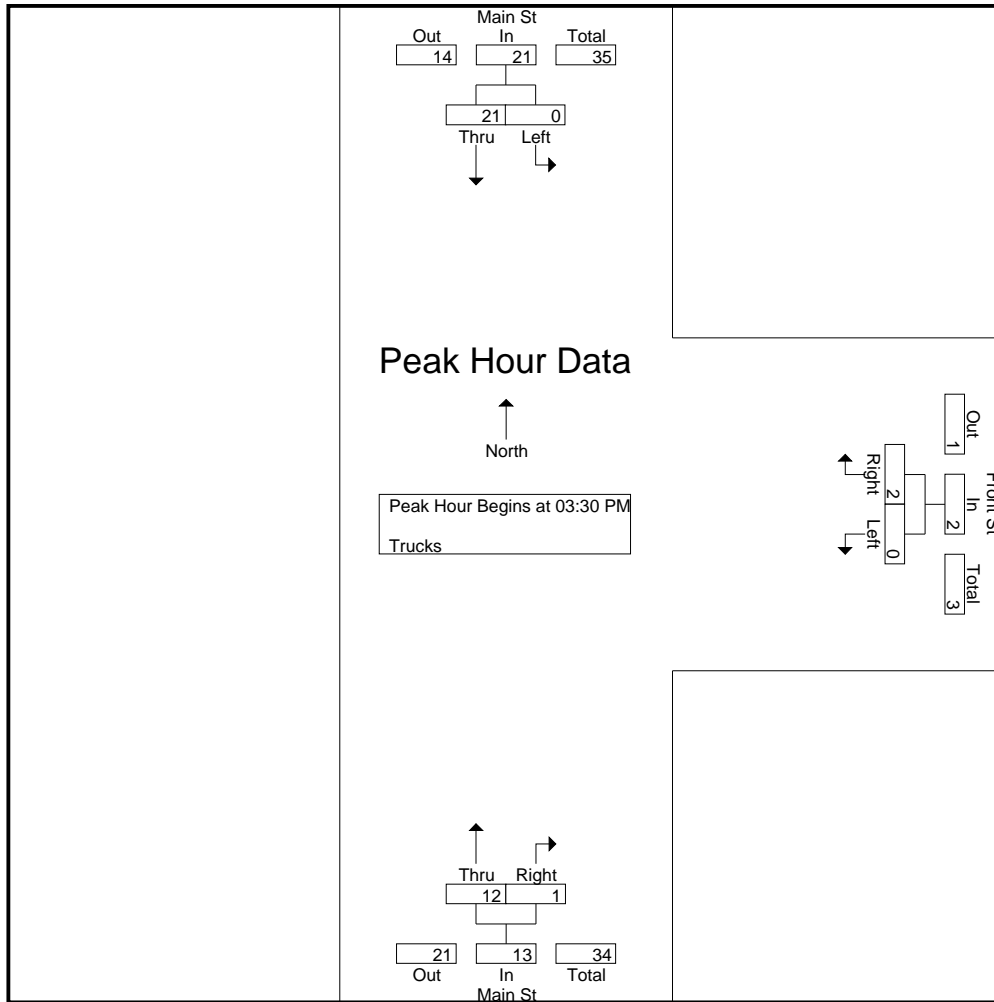 Main St
Out In Total
14 21 35
21 0
Thru Left
Peak Hour Data
North
Peak Hour Begins at 03:30 PM
Trucks
Front St
Out In Total
1 2 3
2 0
Right Left
Thru Right
12 1
21 13 34
Out In Total
Main St